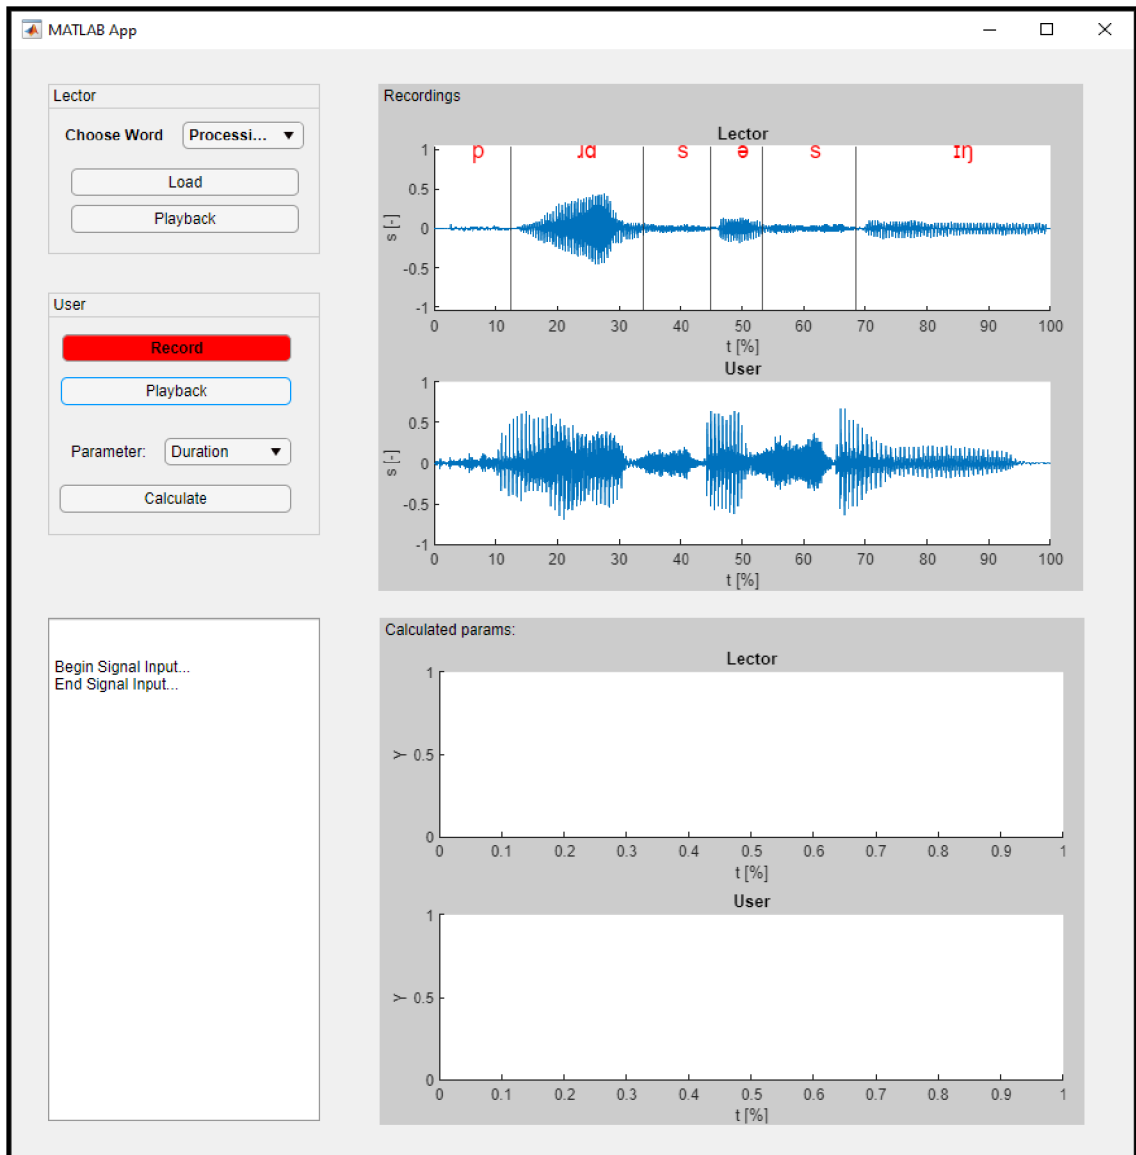 MATLAB App
Lector
Choose Word Processi...
Load
Playback
User
Record
Playback
Parameter: Duration
Calculate
Begin Signal Input...
End Signal Input...
Recordings
Lector
p ɹɑ s ə s ɪŋ
1
0.5
0
-0.5
-1
s [-]
0 10 20 30 40 50 60 70 80 90 100
t [%]
User
1
0.5
0
-0.5
-1
s [-]
0 10 20 30 40 50 60 70 80 90 100
t [%]
Calculated params:
Lector
1
0.5
0
Y
0 0.1 0.2 0.3 0.4 0.5 0.6 0.7 0.8 0.9 1
t [%]
User
1
0.5
0
Y
0 0.1 0.2 0.3 0.4 0.5 0.6 0.7 0.8 0.9 1
t [%]